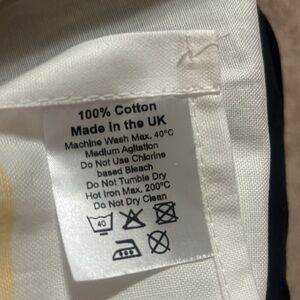 100% Cotton
Made in the UK
Machine Wash Max. 40°C
Medium Agitation
Do Not Use Chlorine
based Bleach
Do Not Tumble Dry
Hot Iron Max. 200°C
Do Not Dry Clean
40